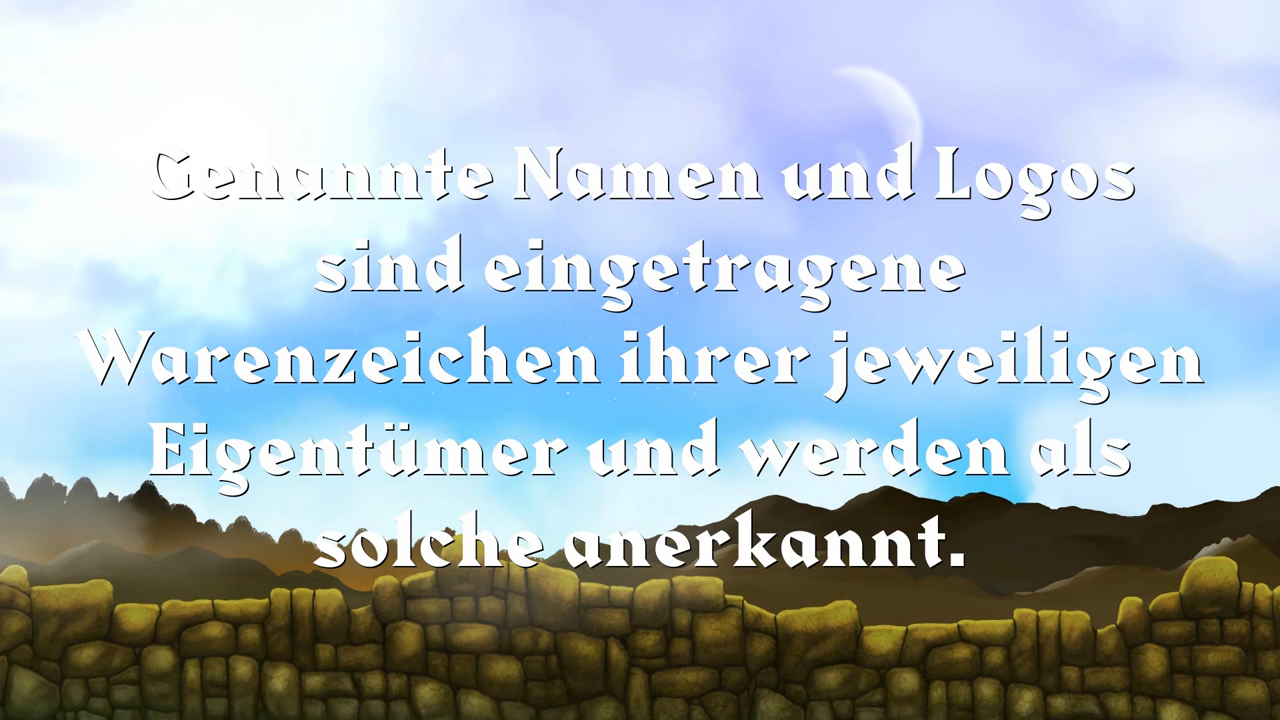 Genannte Namen und Logos
sind eingetragene
Warenzeichen ihrer jeweiligen
Eigentümer und werden als
solche anerkannt.